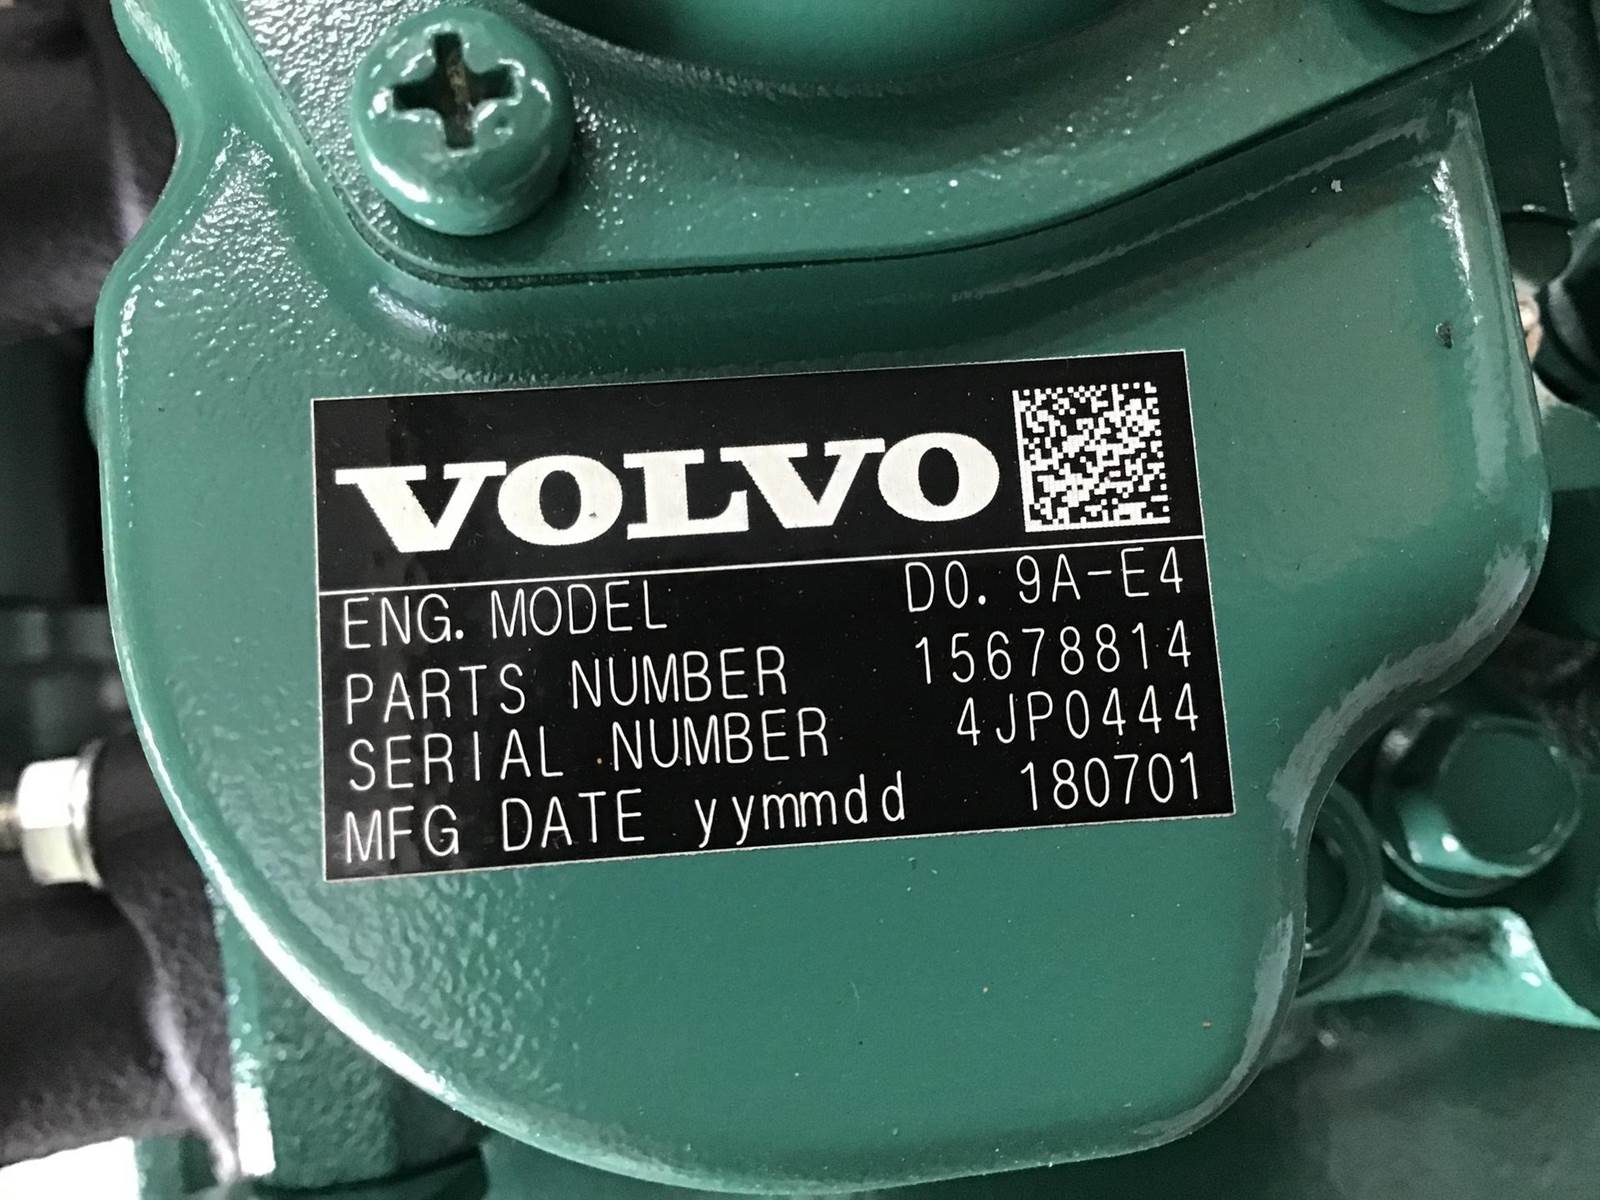 VOLVO
ENG. MODEL D0. 9A-E4
PARTS NUMBER 15678814
SERIAL NUMBER 4JP0444
MFG DATE yymmdd 180701